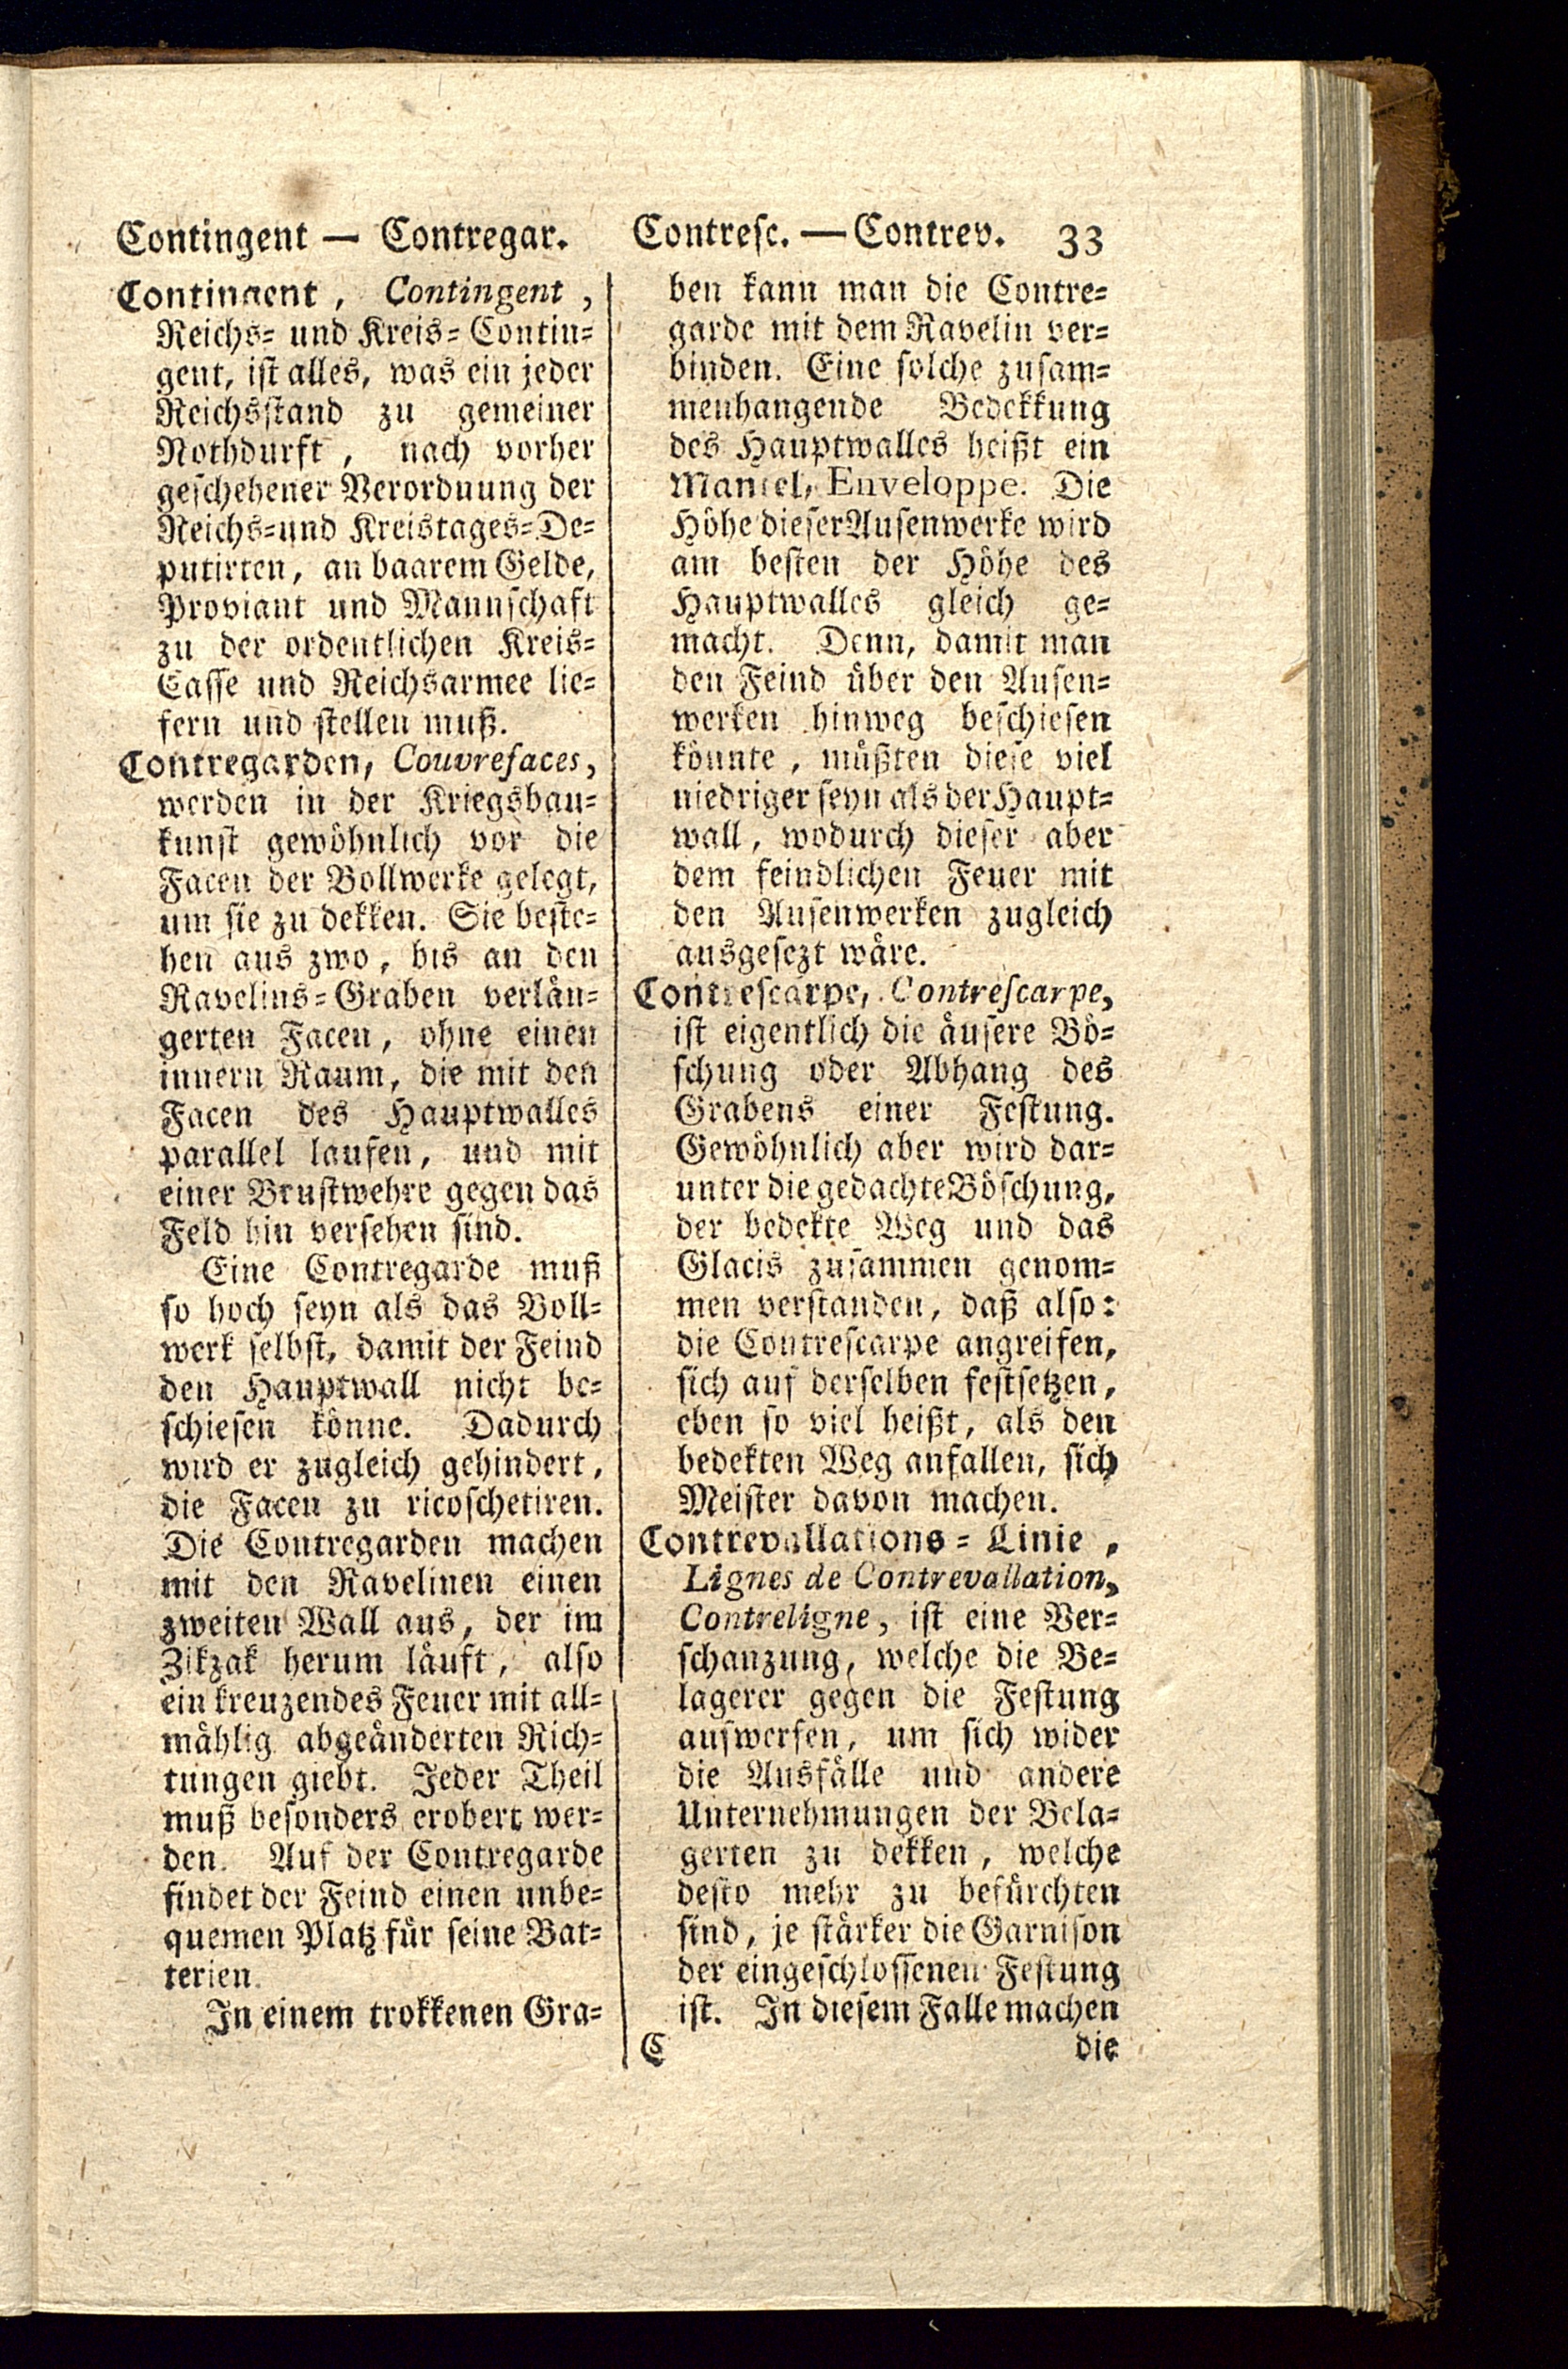 Contingent — Contregar.
Contingent, Contingent,
Reichs= und Kreis=Contin=
gent, ist alles, was ein jeder
Reichsstand zu gemeiner
Nothdurft, nach vorher
geschehener Verordnung der
Reichs=und Kreistages=De=
putirten, an baarem Gelde,
Proviant und Mannschaft
zu der ordentlichen Kreis=
Casse und Reichsarmee lie=
fern und stellen muß.
Contregarden, Couvrefaces,
werden in der Kriegsbau=
kunst gewöhnlich vor die
Facen der Bollwerke gelegt,
um sie zu dekken. Sie beste=
hen aus zwo, bis an den
Ravelins=Graben verlän=
gerten Facen, ohne einen
innern Raum, die mit den
Facen des Hauptwalles
parallel laufen, und mit
einer Brustwehre gegen das
Feld hin versehen sind.
Eine Contregarde muß
so hoch seyn als das Boll=
werk selbst, damit der Feind
den Hauptwall nicht be=
schiesen könne. Dadurch
wird er zugleich gehindert,
die Facen zu ricoschetiren.
Die Contregarden machen
mit den Ravelinen einen
zweiten Wall aus, der im
Zikzak herum läuft, also
ein kreuzendes Feuer mit all=
mählig abgeänderten Rich=
tungen giebt. Jeder Theil
muß besonders erobert wer=
den. Auf der Contregarde
findet der Feind einen unbe=
quemen Platz für seine Bat=
terien.
In einem trokkenen Gra=
Contresc. — Contrev. 33
ben kann man die Contre=
garde mit dem Ravelin ver=
binden. Eine solche zusam=
menhangende Bedekkung
des Hauptwalles heißt ein
Mantel, Enveloppe. Die
Höhe dieser Ausenwerke wird
am besten der Höhe des
Hauptwalles gleich ge=
macht. Denn, damit man
den Feind über den Ausen=
werken hinweg beschiesen
könnte, müßten diese viel
niedriger seyn als der Haupt=
wall, wodurch dieser aber
dem feindlichen Feuer mit
den Ausenwerken zugleich
ausgesezt wäre.
Contrescarpe, Contrescarpe,
ist eigentlich die äusere Bö=
schung oder Abhang des
Grabens einer Festung.
Gewöhnlich aber wird dar=
unter die gedachte Böschung,
der bedekte Weg und das
Glacis zusammen genom=
men verstanden, daß also:
die Contrescarpe angreifen,
sich auf derselben festsetzen,
eben so viel heißt, als den
bedekten Weg anfallen, sich
Meister davon machen.
Contrevallations=Linie,
Lignes de Contrevallation,
Contreligne, ist eine Ver=
schanzung, welche die Be=
lagerer gegen die Festung
aufwerfen, um sich wider
die Ausfälle und andere
Unternehmungen der Bela=
gerten zu dekken, welche
desto mehr zu befürchten
sind, je stärker die Garnison
der eingeschlossenen Festung
ist. In diesem Falle machen
C die